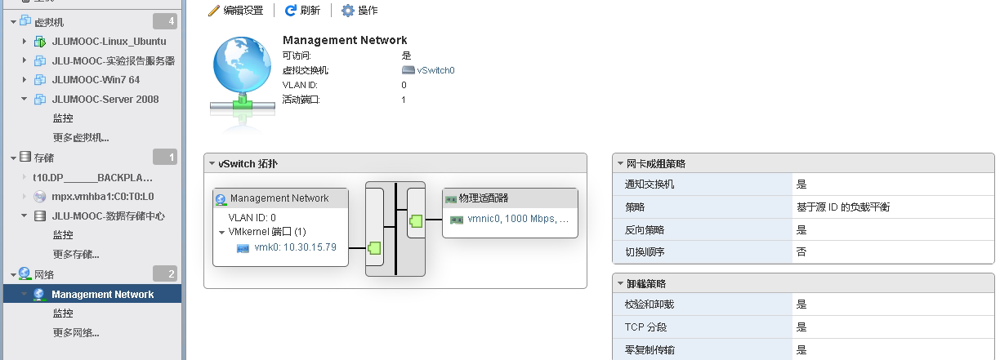 编辑设置 刷新 操作
虚拟机 4
JLUMOOC-Linux_Ubuntu
JLU-MOOC-实验报告服务器
JLUMOOC-Win7 64
JLUMOOC-Server 2008
监控
更多虚拟机...
存储 1
t10.DP______BACKPLA...
mpx.vmhba1:C0:T0:L0
JLU-MOOC-数据存储中心
监控
更多存储...
网络 2
Management Network
监控
更多网络...
Management Network
可访问: 是
虚拟交换机: vSwitch0
VLAN ID: 0
活动端口: 1
vSwitch 拓扑
Management Network
VLAN ID: 0
VMkernel 端口 (1)
vmk0: 10.30.15.79
物理适配器
vmnic0, 1000 Mbps, ...
网卡成组策略
通知交换机 是
策略 基于源 ID 的负载平衡
反向策略 是
切换顺序 否
卸载策略
校验和卸载 是
TCP 分段 是
零复制传输 是